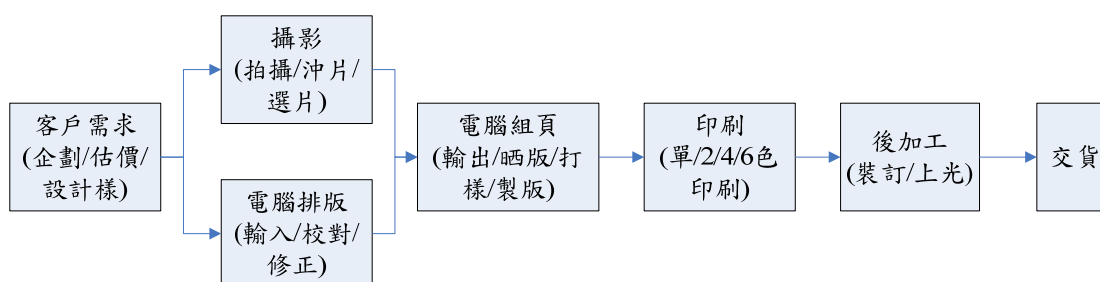 客戶需求
(企劃/估價/
設計樣)
攝影
(拍攝/沖片/
選片)
電腦排版
(輸入/校對/
修正)
電腦組頁
(輸出/晒版/打
樣/製版)
印刷
(單/2/4/6色
印刷)
後加工
(裝訂/上光)
交貨